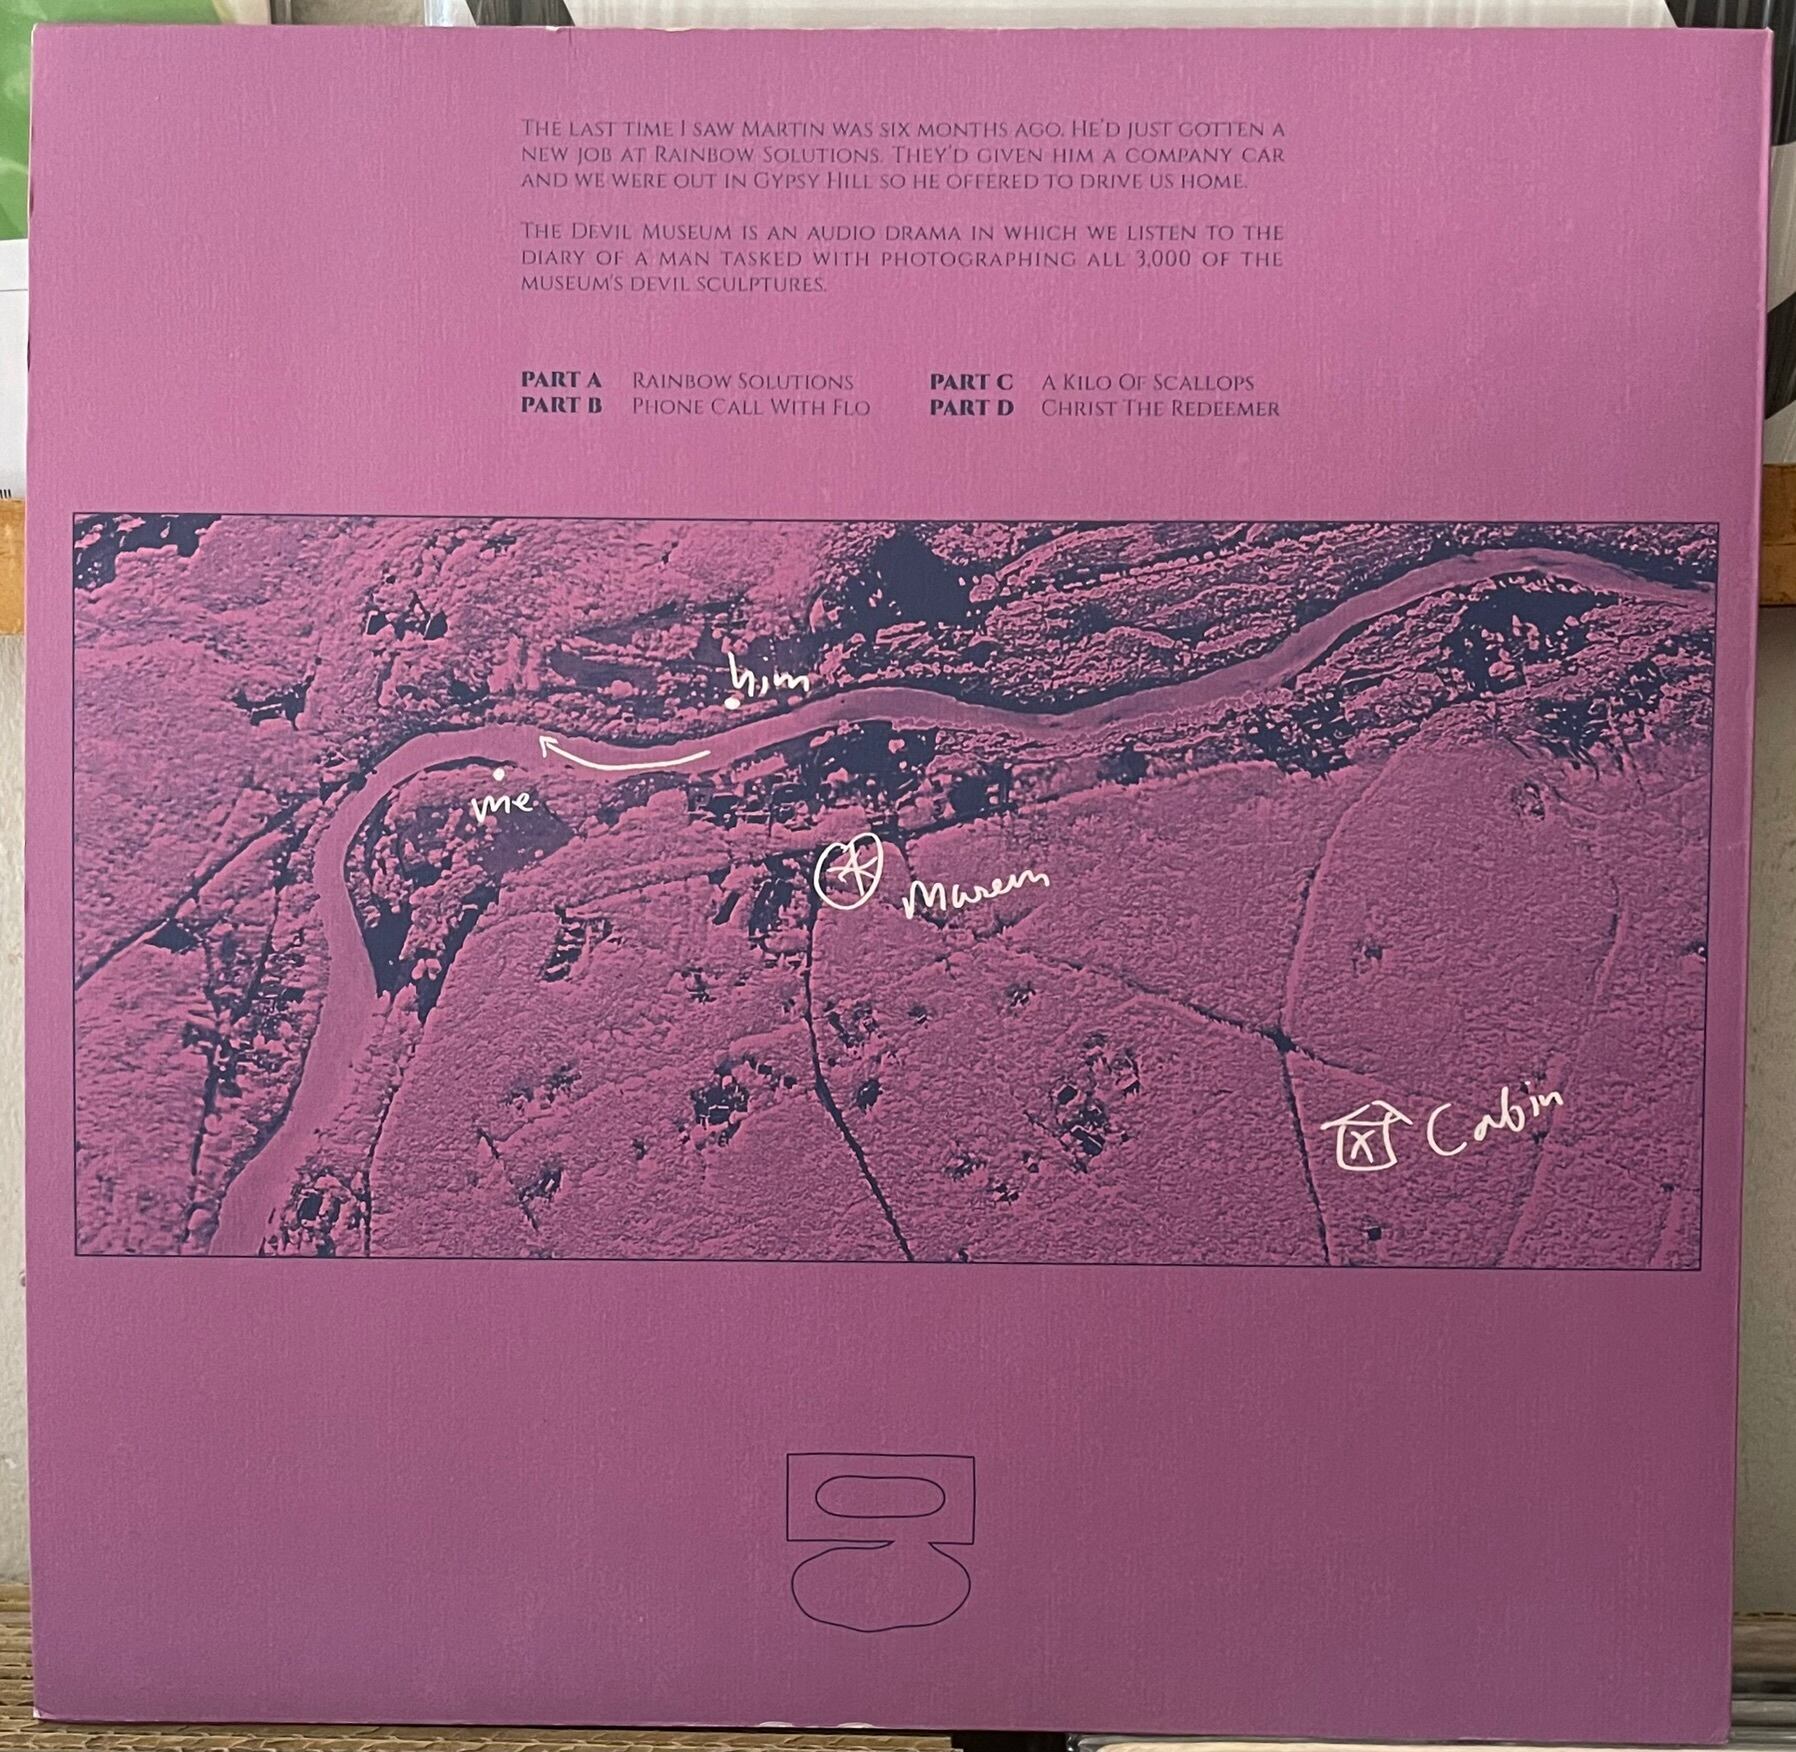 THE LAST TIME I SAW MARTIN WAS SIX MONTHS AGO. HE'D JUST GOTTEN A
NEW JOB AT RAINBOW SOLUTIONS. THEY'D GIVEN HIM A COMPANY CAR
AND WE WERE OUT IN GYPSY HILL SO HE OFFERED TO DRIVE US HOME.
THE DEVIL MUSEUM IS AN AUDIO DRAMA IN WHICH WE LISTEN TO THE
DIARY OF A MAN TASKED WITH PHOTOGRAPHING ALL 3,000 OF THE
MUSEUM'S DEVIL SCULPTURES.
PART A RAINBOW SOLUTIONS
PART B PHONE CALL WITH FLO
PART C A KILO OF SCALLOPS
PART D CHRIST THE REDEEMER
him
me
Museum
Cabin